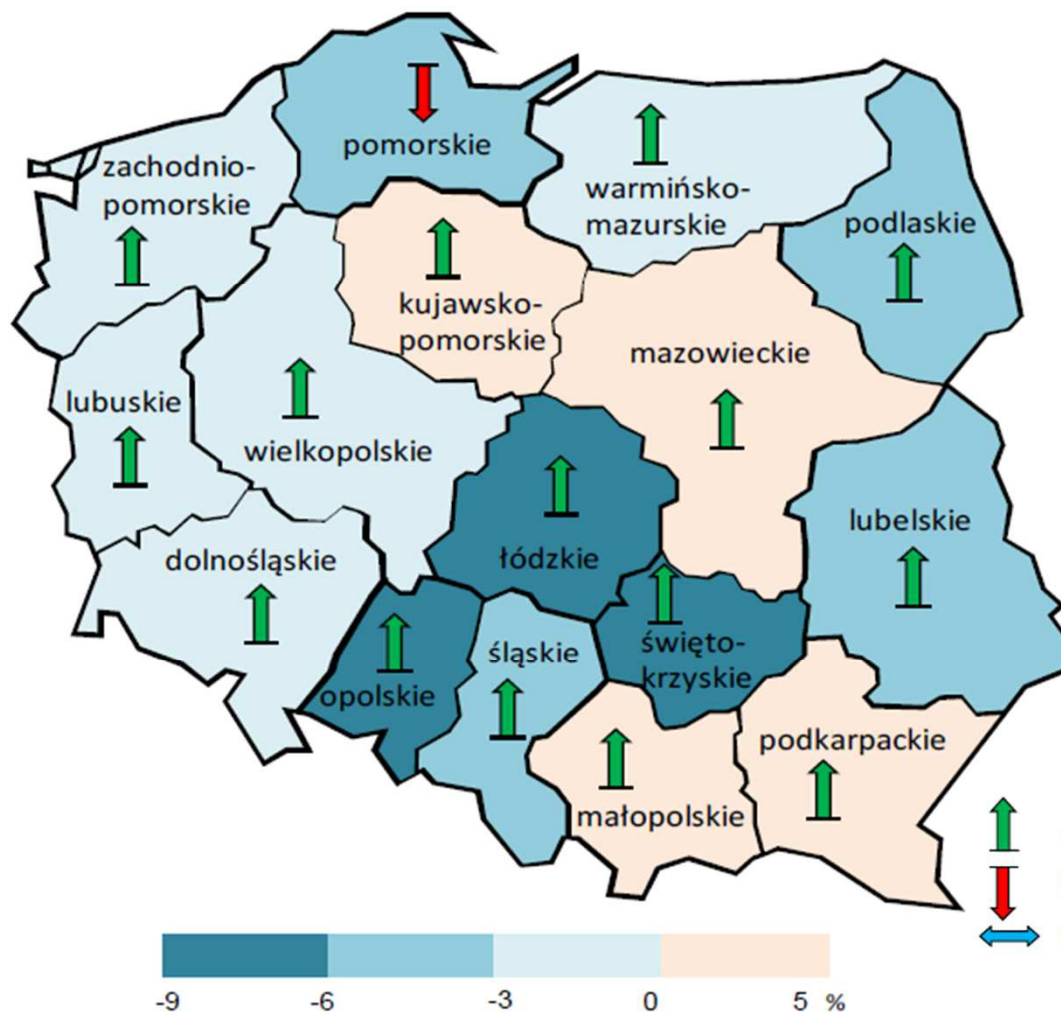 pomorskie
zachodnio-
pomorskie
warmińsko-
mazurskie
podlaskie
kujawsko-
pomorskie
mazowieckie
lubuskie
wielkopolskie
lubelskie
dolnośląskie
łódzkie
śląskie
święto-
krzyskie
opolskie
podkarpackie
małopolskie
-9 -6 -3 0 5 %